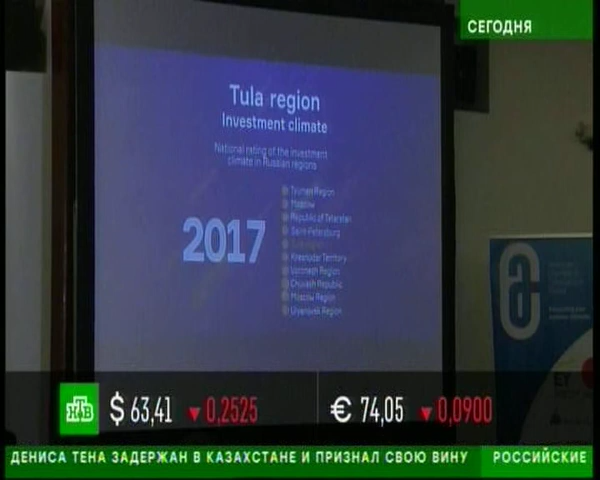 СЕГОДНЯ
Tula region
Investment climate
National rating of the investment
climate in Russian regions
2017
Tyumen Region
Moscow
Republic of Tatarstan
Saint-Petersburg
Krasnodar Territory
Voronezh Region
Chuvash Republic
Moscow Region
Ulyanovsk Region
EY
НТВ $ 63,41 ▼0,2525 € 74,05 ▼0,0900
ДЕНИСА ТЕНА ЗАДЕРЖАН В КАЗАХСТАНЕ И ПРИЗНАЛ СВОЮ ВИНУ РОССИЙСКИЕ